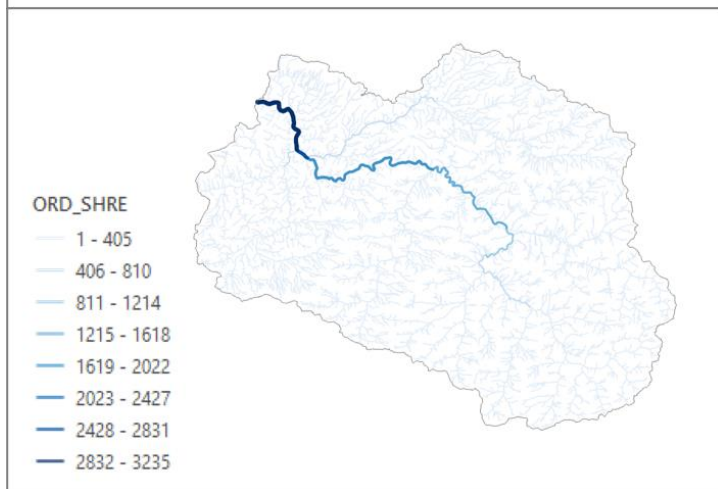 ORD_SHRE
1 - 405
406 - 810
811 - 1214
1215 - 1618
1619 - 2022
2023 - 2427
2428 - 2831
2832 - 3235